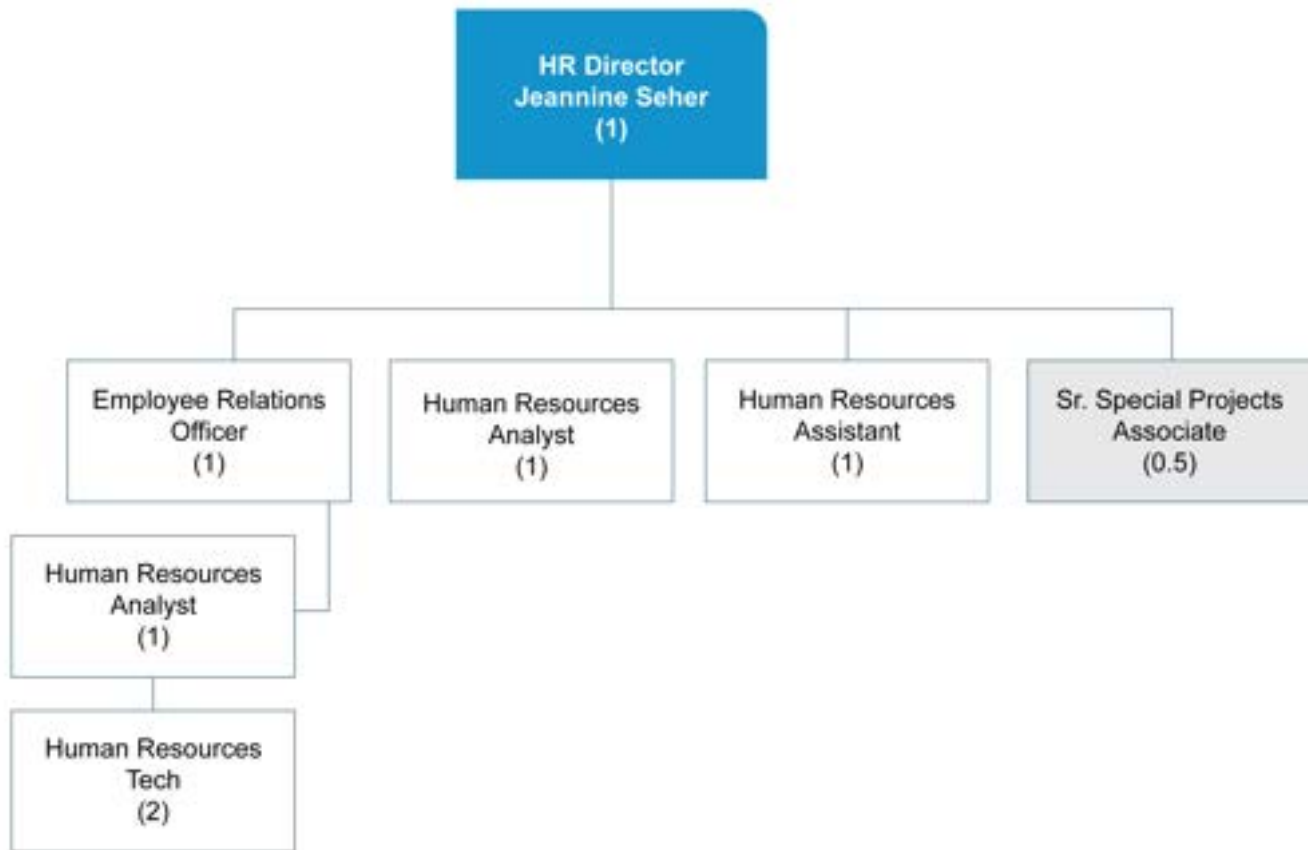 HR Director
Jeannine Seher
(1)
Employee Relations
Officer
(1)
Human Resources
Analyst
(1)
Human Resources
Assistant
(1)
Sr. Special Projects
Associate
(0.5)
Human Resources
Analyst
(1)
Human Resources
Tech
(2)